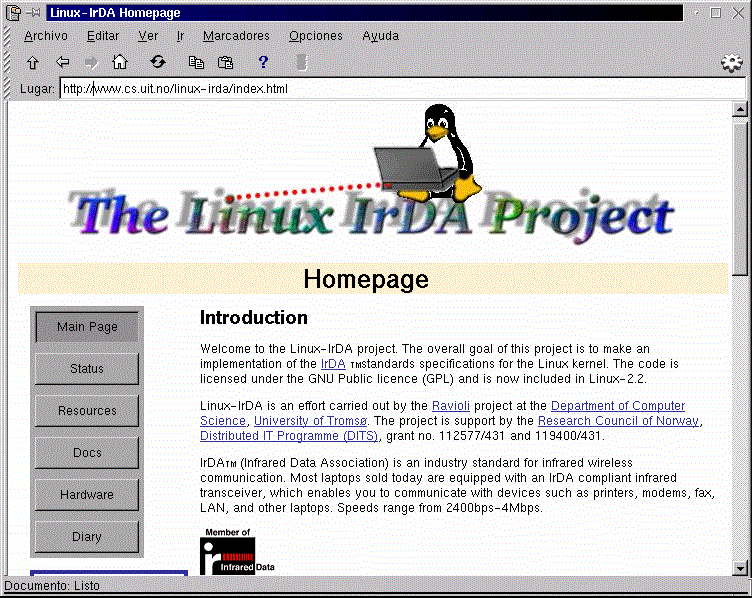 Linux-IrDA Homepage
Archivo Editar Ver Ir Marcadores Opciones Ayuda
Lugar: http://www.cs.uit.no/linux-irda/index.html
The Linux IrDA Project
Homepage
Main Page
Status
Resources
Docs
Hardware
Diary
Introduction
Welcome to the Linux-IrDA project. The overall goal of this project is to make an
implementation of the IrDA ™standards specifications for the Linux kernel. The code is
licensed under the GNU Public licence (GPL) and is now included in Linux-2.2.
Linux-IrDA is an effort carried out by the Ravioli project at the Department of Computer
Science, University of Tromsø. The project is support by the Research Council of Norway,
Distributed IT Programme (DITS), grant no. 112577/431 and 119400/431.
IrDA™ (Infrared Data Association) is an industry standard for infrared wireless
communication. Most laptops sold today are equipped with an IrDA compliant infrared
transceiver, which enables you to communicate with devices such as printers, modems, fax,
LAN, and other laptops. Speeds range from 2400bps-4Mbps.
Member of
ir
Infrared Data
Documento: Listo